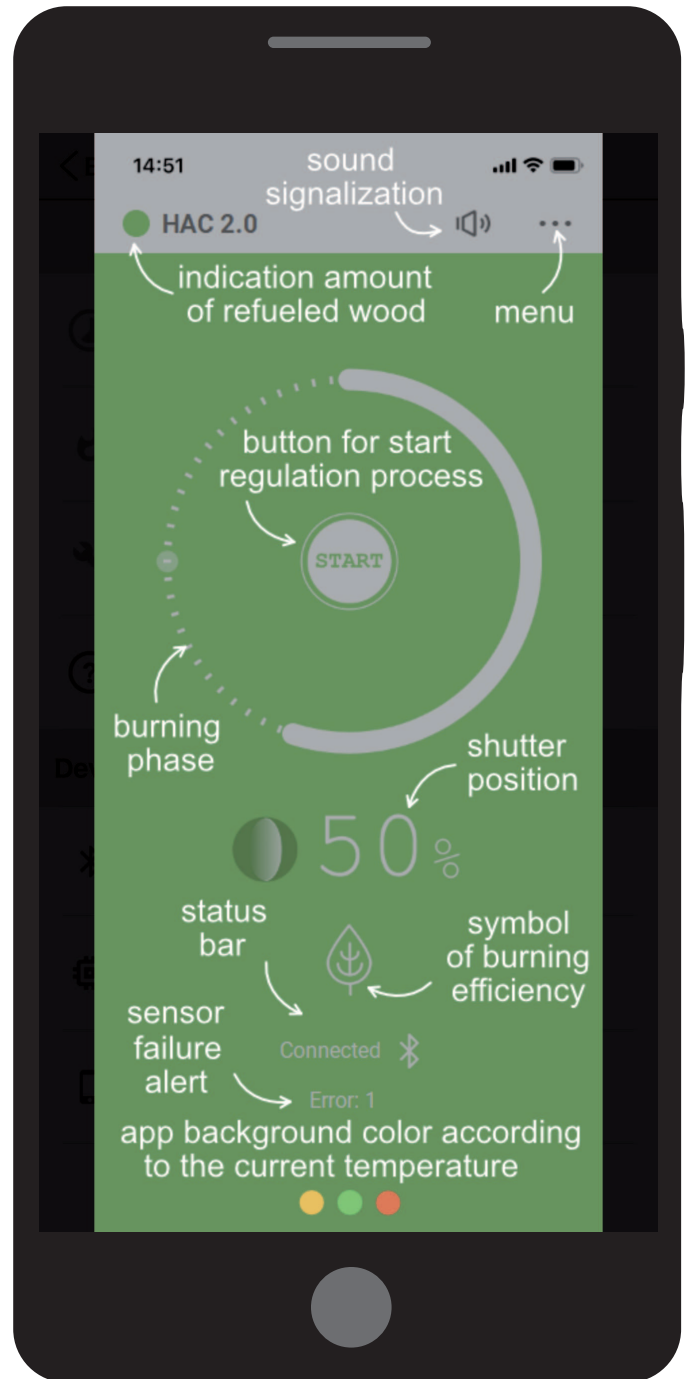 14:51
sound
signalization
HAC 2.0
indication amount
of refueled wood
menu
button for start
regulation process
START
burning
phase
shutter
position
50 %
status
bar
symbol
of burning
efficiency
sensor
failure
alert
Connected
Error: 1
app background color according
to the current temperature